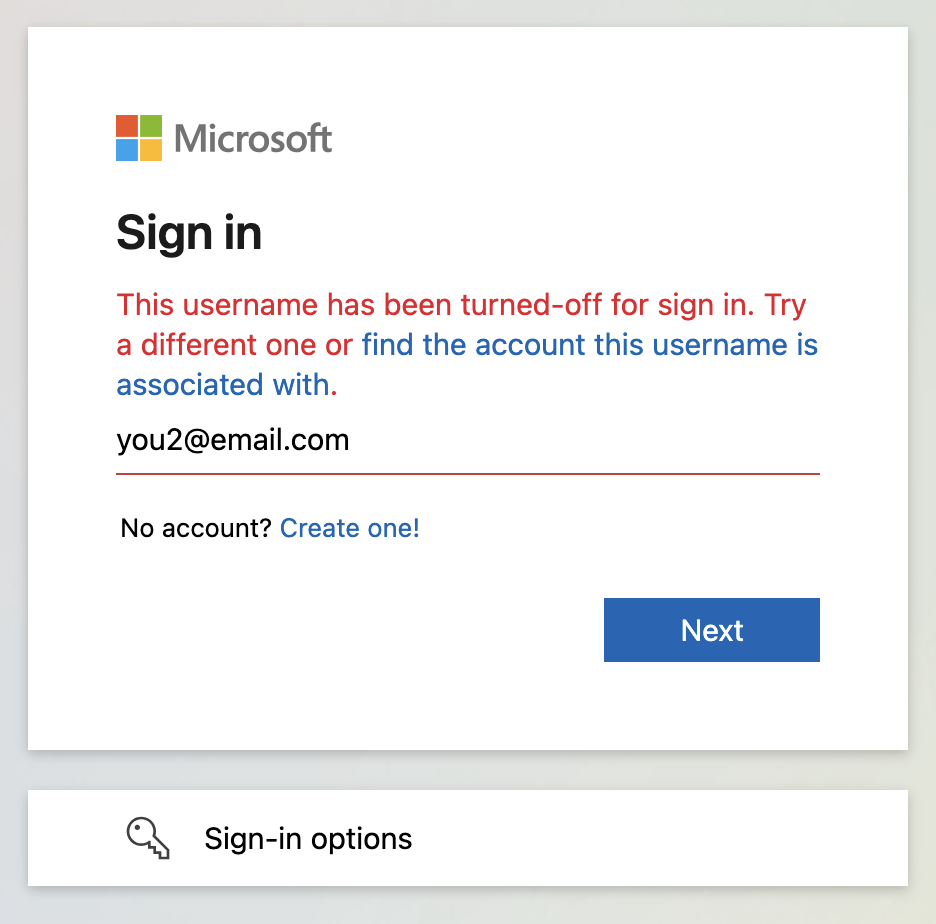 Microsoft
Sign in
This username has been turned-off for sign in. Try
a different one or find the account this username is
associated with.
you2@email.com
No account? Create one!
Next
Sign-in options